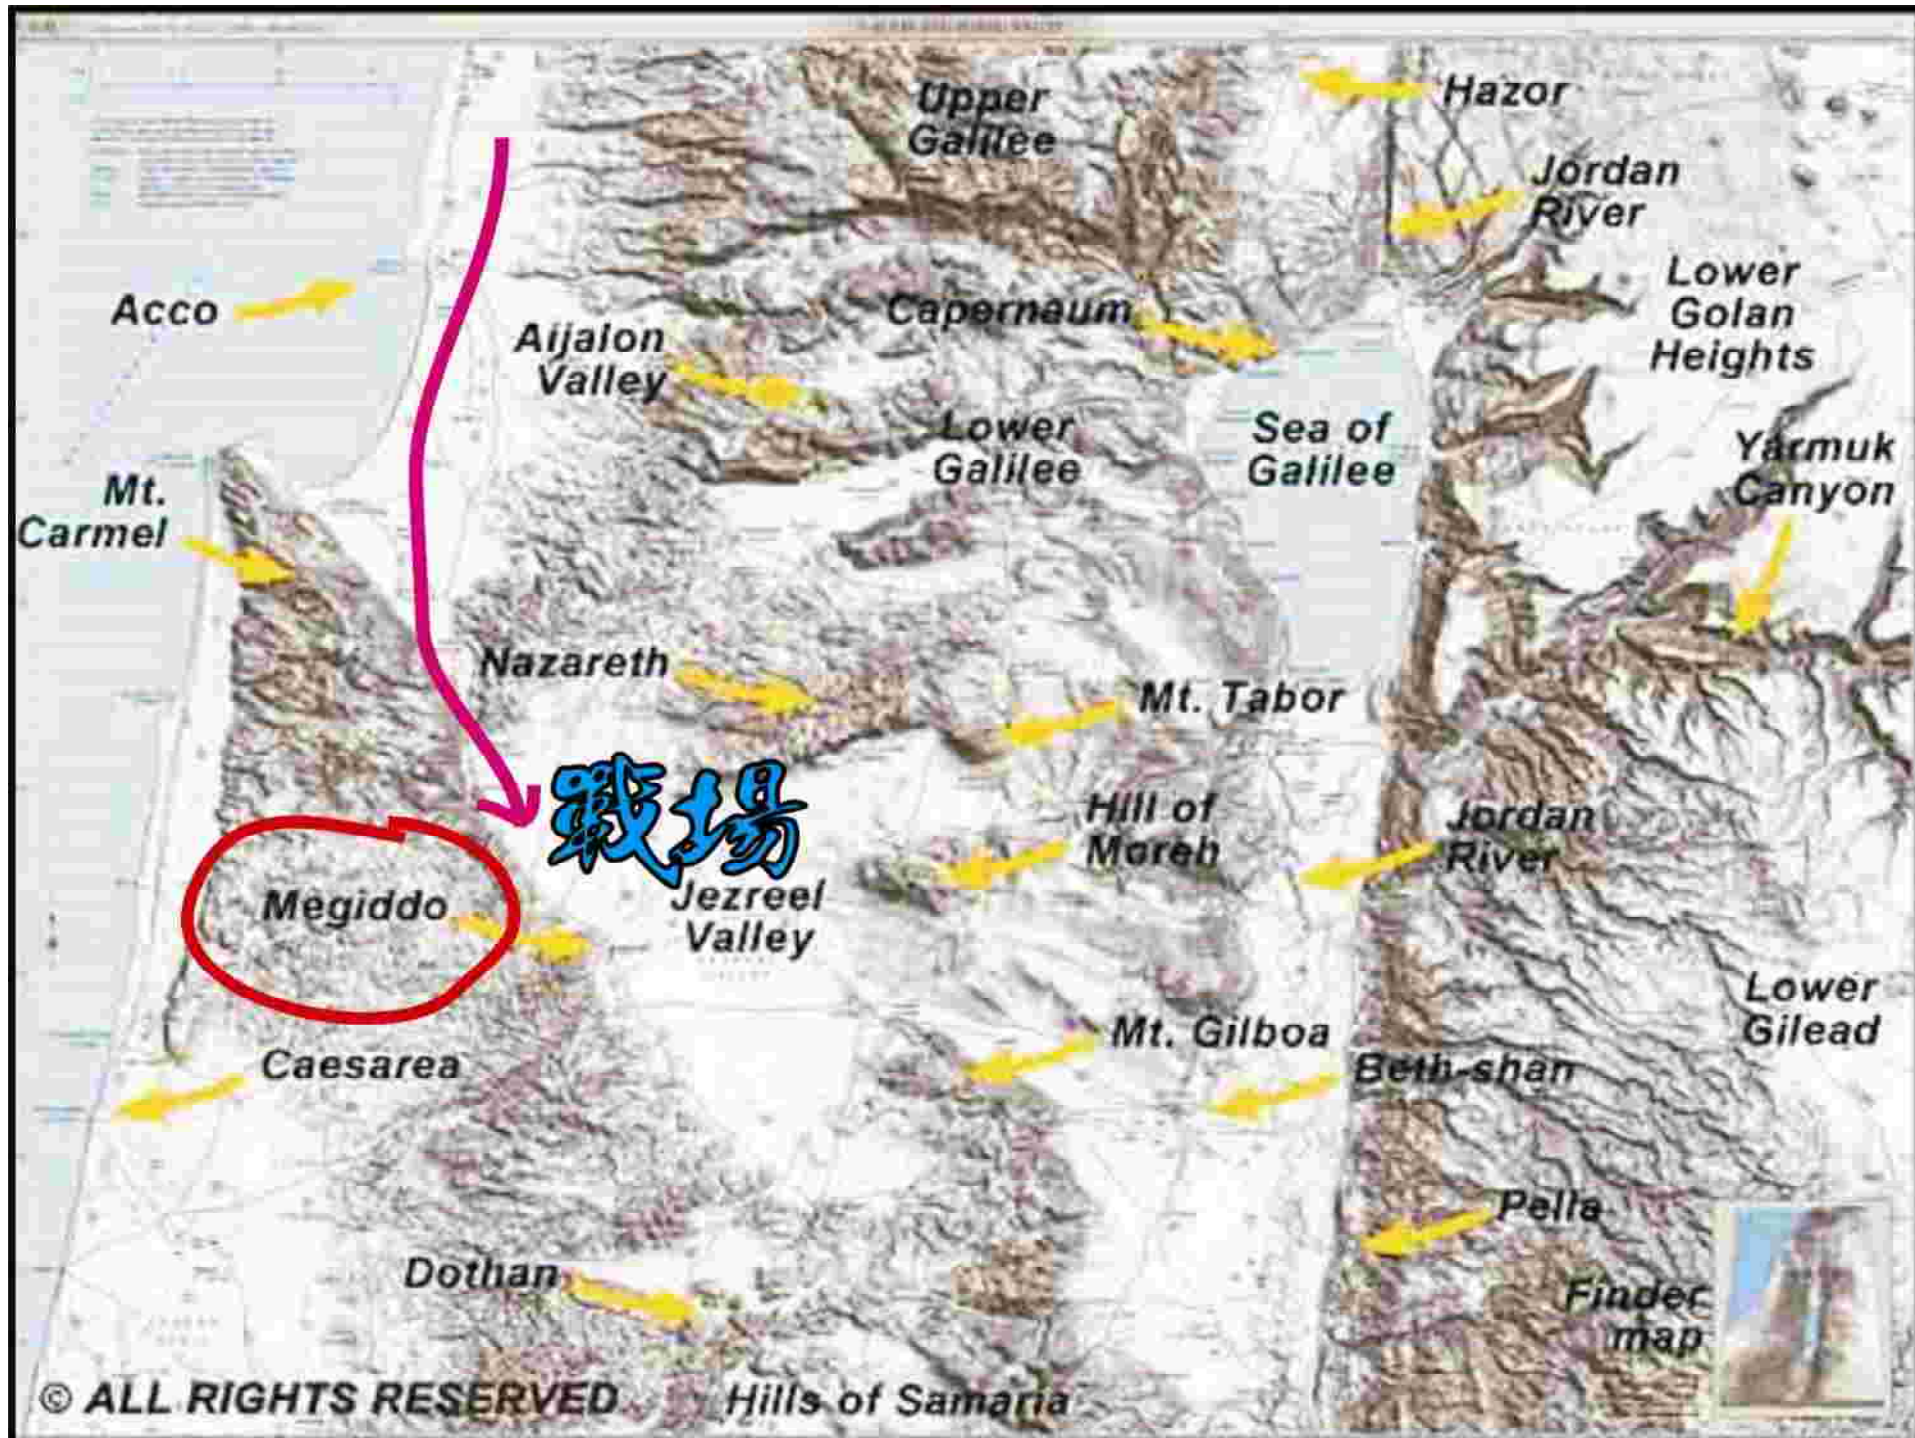 Upper
Galilee
Hazor
Jordan
River
Acco
Aijalon
Valley
Capernaum
Lower
Golan
Heights
Lower
Galilee
Sea of
Galilee
Yarmuk
Canyon
Mt.
Carmel
Nazareth
Mt. Tabor
戰場
Hill of
Moreh
Jordan
River
Megiddo
Jezreel
Valley
Lower
Gilead
Mt. Gilboa
Caesarea
Beth-shan
Pella
Dothan
Finder
map
© ALL RIGHTS RESERVED
Hills of Samaria